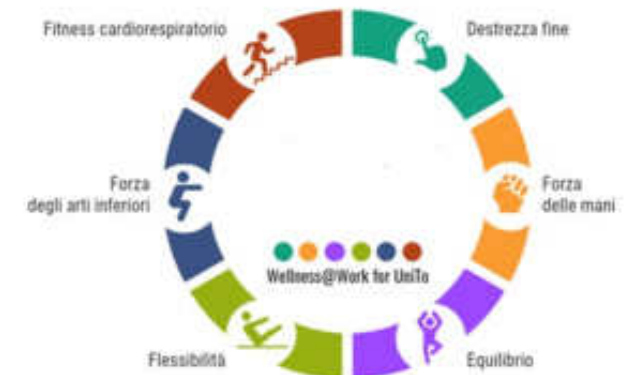 Fitness cardiorespiratorio
Destrezza fine
Forza
degli arti inferiori
Forza
delle mani
Wellness@Work for UniTo
Flessibilità
Equilibrio